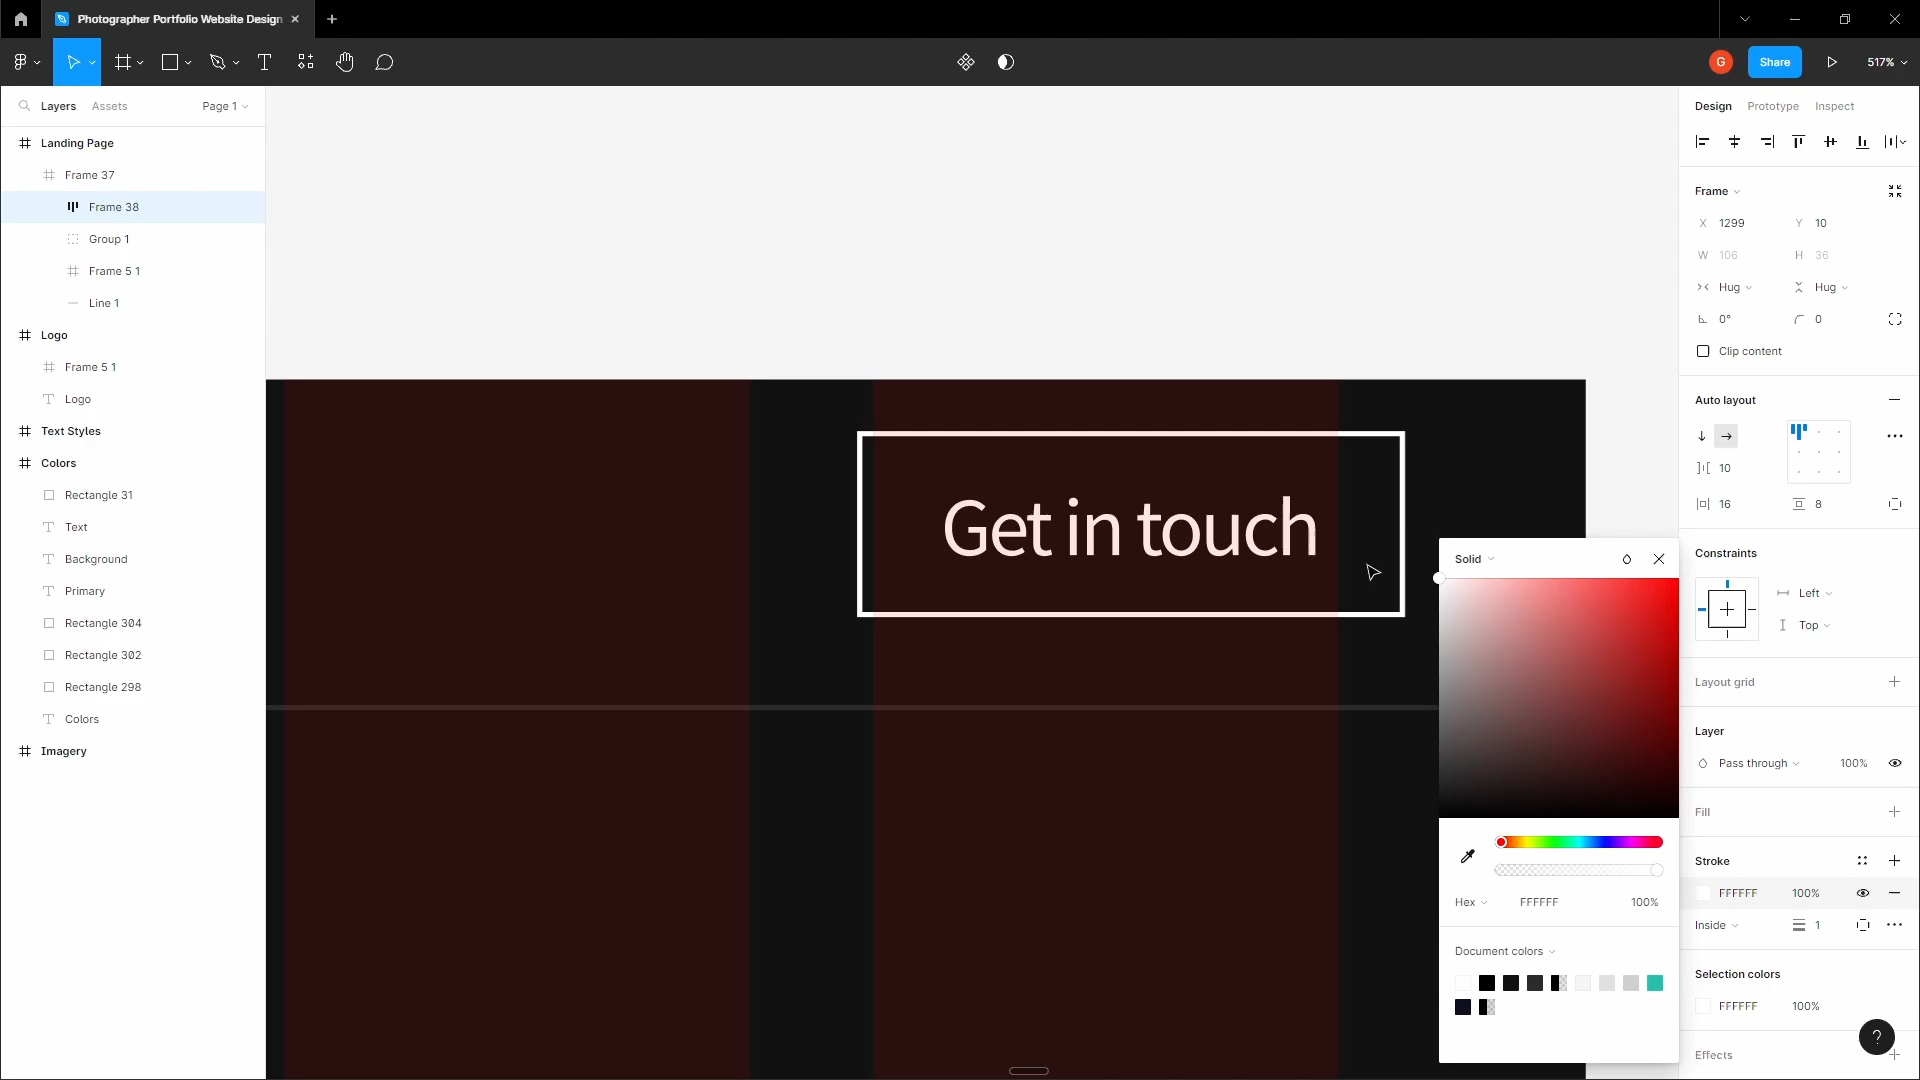 Photographer Portfolio Website Design
G
Share
517%
Layers
Assets
Page 1
Landing Page
Frame 37
Frame 38
Group 1
Frame 5 1
Line 1
Logo
Frame 5 1
Logo
Text Styles
Colors
Rectangle 31
Text
Background
Primary
Rectangle 304
Rectangle 302
Rectangle 298
Colors
Imagery
Get in touch
Solid
Hex
FFFFFF
100%
Document colors
Design
Prototype
Inspect
Frame
X 1299
Y 10
W 106
H 36
Hug
Hug
0°
0
Clip content
Auto layout
10
16
8
Constraints
Left
Top
Layout grid
Layer
Pass through
100%
Fill
Stroke
FFFFFF
100%
Inside
1
Selection colors
FFFFFF
100%
Effects
?